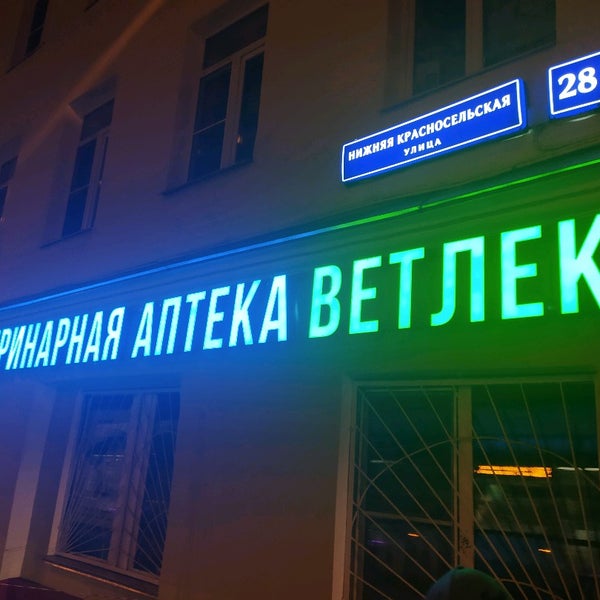 НИЖНЯЯ КРАСНОСЕЛЬСКАЯ
УЛИЦА
28
РИНАРНАЯ АПТЕКА ВЕТЛЕК